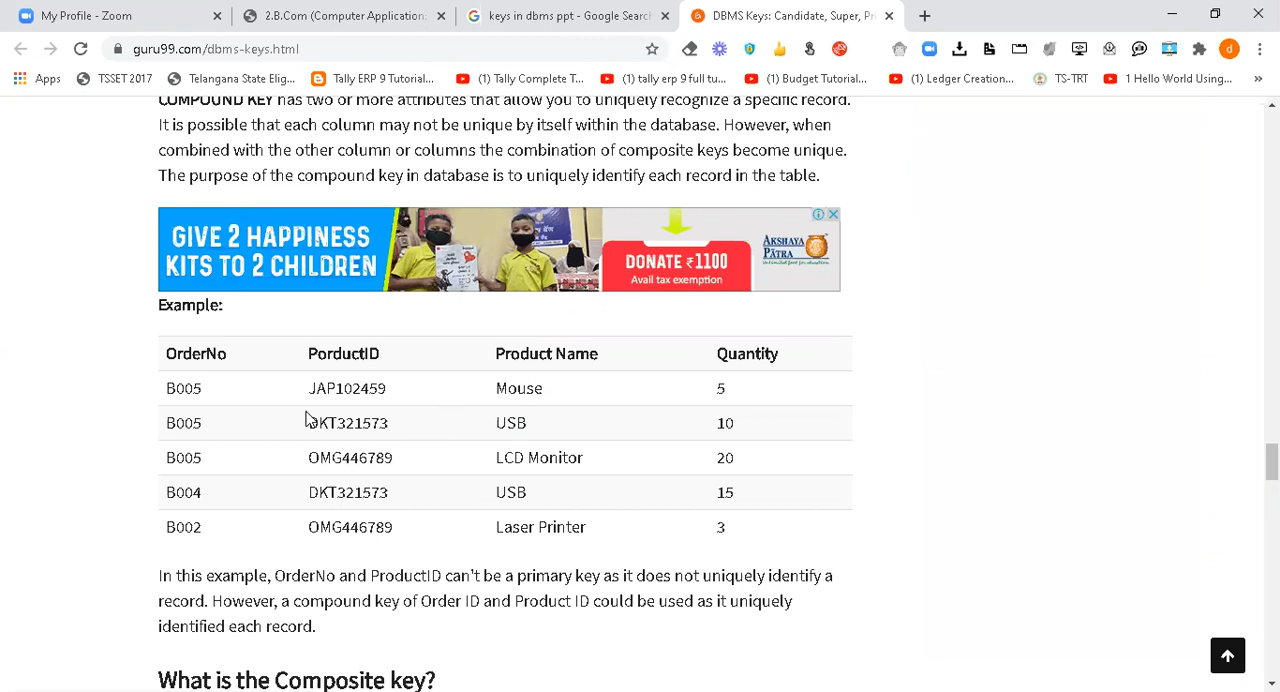 My Profile - Zoom
2.B.Com (Computer Application:
keys in dbms ppt - Google Search
DBMS Keys: Candidate, Super, Pri
guru99.com/dbms-keys.html
d
Apps
TSSET 2017
Telangana State Elig...
Tally ERP 9 Tutorial...
(1) Tally Complete T...
(1) tally erp 9 full tu...
(1) Budget Tutorial...
(1) Ledger Creation...
TS-TRT
1 Hello World Using...
»
COMPOUND KEY has two or more attributes that allow you to uniquely recognize a specific record.
It is possible that each column may not be unique by itself within the database. However, when
combined with the other column or columns the combination of composite keys become unique.
The purpose of the compound key in database is to uniquely identify each record in the table.
GIVE 2 HAPPINESS
KITS TO 2 CHILDREN
DONATE ₹1100
Avail tax exemption
AKSHAYA
PATRA
Example:
OrderNo PorductID Product Name Quantity
B005 JAP102459 Mouse 5
B005 DKT321573 USB 10
B005 OMG446789 LCD Monitor 20
B004 DKT321573 USB 15
B002 OMG446789 Laser Printer 3
In this example, OrderNo and ProductID can't be a primary key as it does not uniquely identify a
record. However, a compound key of Order ID and Product ID could be used as it uniquely
identified each record.
What is the Composite key?